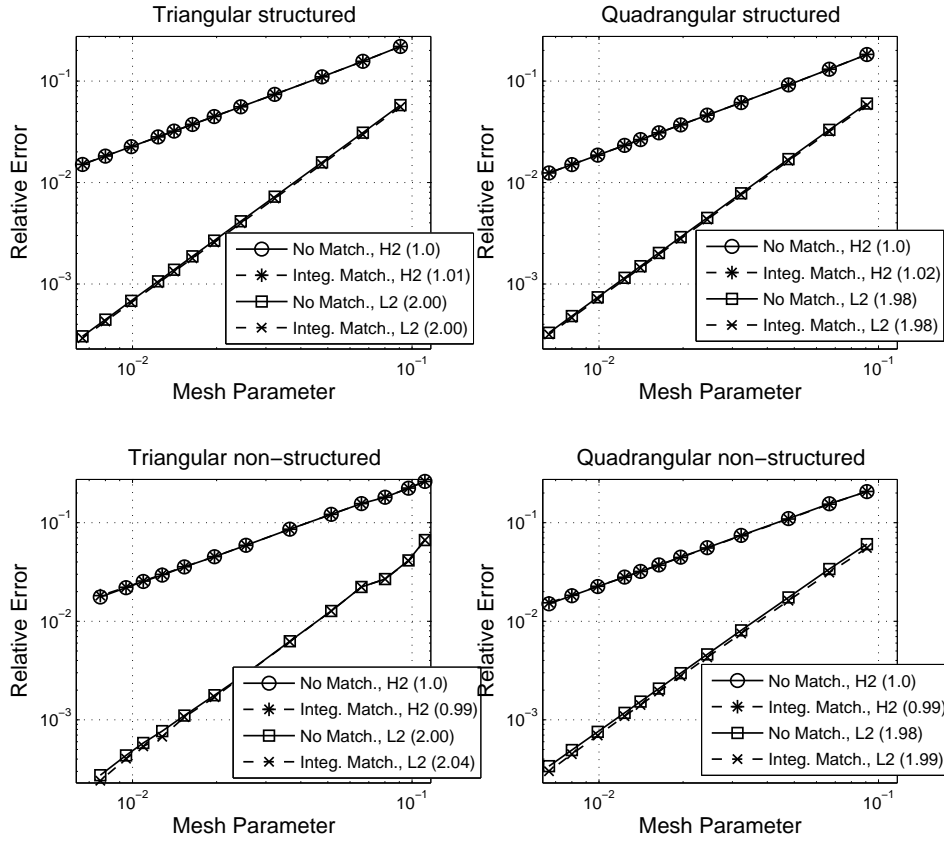 Triangular structured
Relative Error
10⁻¹
10⁻²
10⁻³
No Match., H2 (1.0)
Integ. Match., H2 (1.01)
No Match., L2 (2.00)
Integ. Match., L2 (2.00)
10⁻²
10⁻¹
Mesh Parameter
Quadrangular structured
Relative Error
10⁻¹
10⁻²
10⁻³
No Match., H2 (1.0)
Integ. Match., H2 (1.02)
No Match., L2 (1.98)
Integ. Match., L2 (1.98)
10⁻²
10⁻¹
Mesh Parameter
Triangular non−structured
Relative Error
10⁻¹
10⁻²
10⁻³
No Match., H2 (1.0)
Integ. Match., H2 (0.99)
No Match., L2 (2.00)
Integ. Match., L2 (2.04)
10⁻²
10⁻¹
Mesh Parameter
Quadrangular non−structured
Relative Error
10⁻¹
10⁻²
10⁻³
No Match., H2 (1.0)
Integ. Match., H2 (0.99)
No Match., L2 (1.98)
Integ. Match., L2 (1.99)
10⁻²
10⁻¹
Mesh Parameter